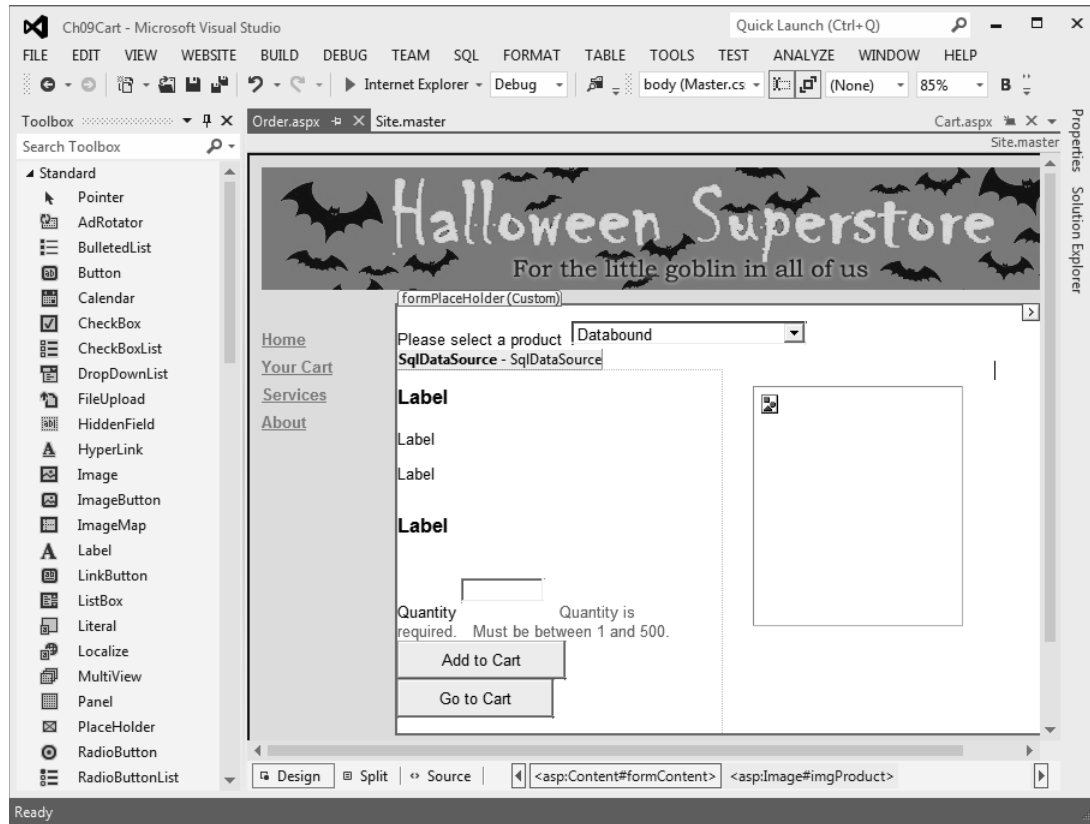 Ch09Cart - Microsoft Visual Studio
Quick Launch (Ctrl+Q)
FILE EDIT VIEW WEBSITE BUILD DEBUG TEAM SQL FORMAT TABLE TOOLS TEST ANALYZE WINDOW HELP
Internet Explorer Debug body (Master.cs (None) 85% B
Toolbox
Order.aspx Site.master Cart.aspx
Search Toolbox
Site.master
Properties
Solution Explorer
Standard
Pointer
AdRotator
BulletedList
Button
Calendar
CheckBox
CheckBoxList
DropDownList
FileUpload
HiddenField
HyperLink
Image
ImageButton
ImageMap
Label
LinkButton
ListBox
Literal
Localize
MultiView
Panel
PlaceHolder
RadioButton
RadioButtonList
Halloween Superstore
For the little goblin in all of us
formPlaceHolder (Custom)
Home
Your Cart
Services
About
Please select a product Databound
SqlDataSource - SqlDataSource
Label
Label
Label
Label
Quantity Quantity is
required. Must be between 1 and 500.
Add to Cart
Go to Cart
Design Split Source <asp:Content#formContent> <asp:Image#imgProduct>
Ready